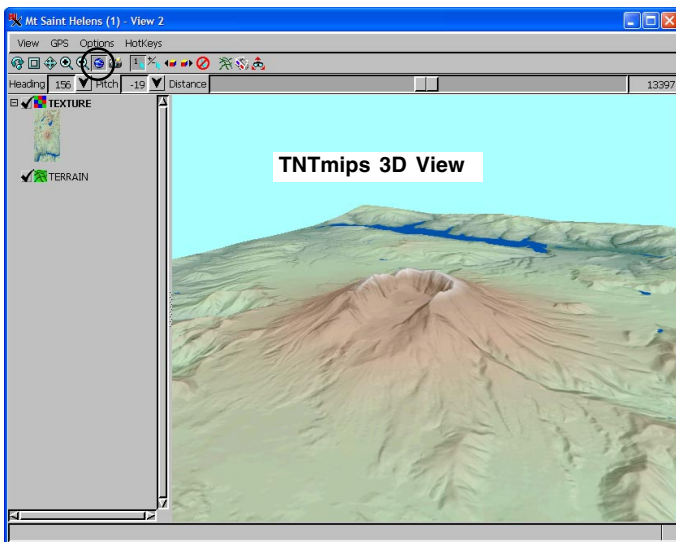 Mt Saint Helens (1) - View 2
View GPS Options HotKeys
Heading 156 Pitch -19 Distance 13397
TEXTURE
TERRAIN
TNTmips 3D View